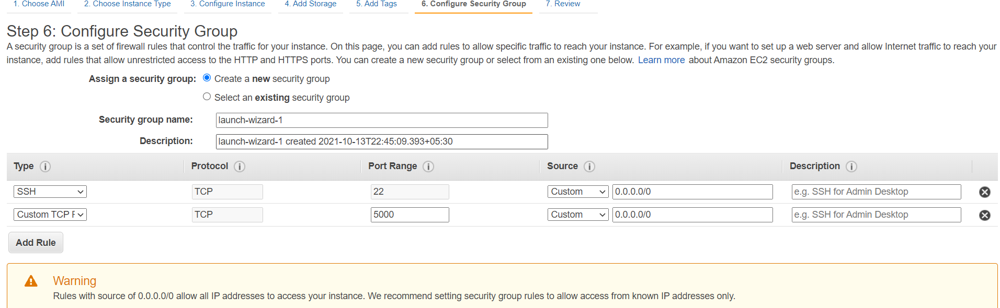 1. Choose AMI 2. Choose Instance Type 3. Configure Instance 4. Add Storage 5. Add Tags 6. Configure Security Group 7. Review
Step 6: Configure Security Group
A security group is a set of firewall rules that control the traffic for your instance. On this page, you can add rules to allow specific traffic to reach your instance. For example, if you want to set up a web server and allow Internet traffic to reach your
instance, add rules that allow unrestricted access to the HTTP and HTTPS ports. You can create a new security group or select from an existing one below. Learn more about Amazon EC2 security groups.
Assign a security group: Create a new security group
Select an existing security group
Security group name: launch-wizard-1
Description: launch-wizard-1 created 2021-10-13T22:45:09.393+05:30
Type i Protocol i Port Range i Source i Description i
SSH TCP 22 Custom 0.0.0.0/0 e.g. SSH for Admin Desktop
Custom TCP TCP 5000 Custom 0.0.0.0/0 e.g. SSH for Admin Desktop
Add Rule
Warning
Rules with source of 0.0.0.0/0 allow all IP addresses to access your instance. We recommend setting security group rules to allow access from known IP addresses only.